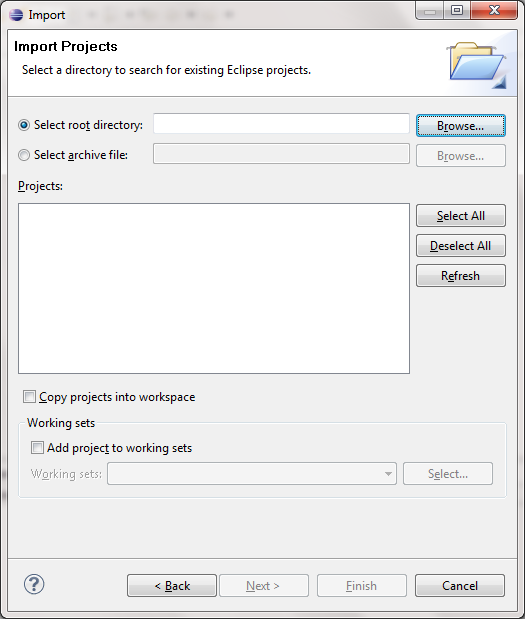 Import
Import Projects
Select a directory to search for existing Eclipse projects.
Select root directory: Browse...
Select archive file: Browse...
Projects:
Select All
Deselect All
Refresh
Copy projects into workspace
Working sets
Add project to working sets
Working sets: Select...
? < Back Next > Finish Cancel